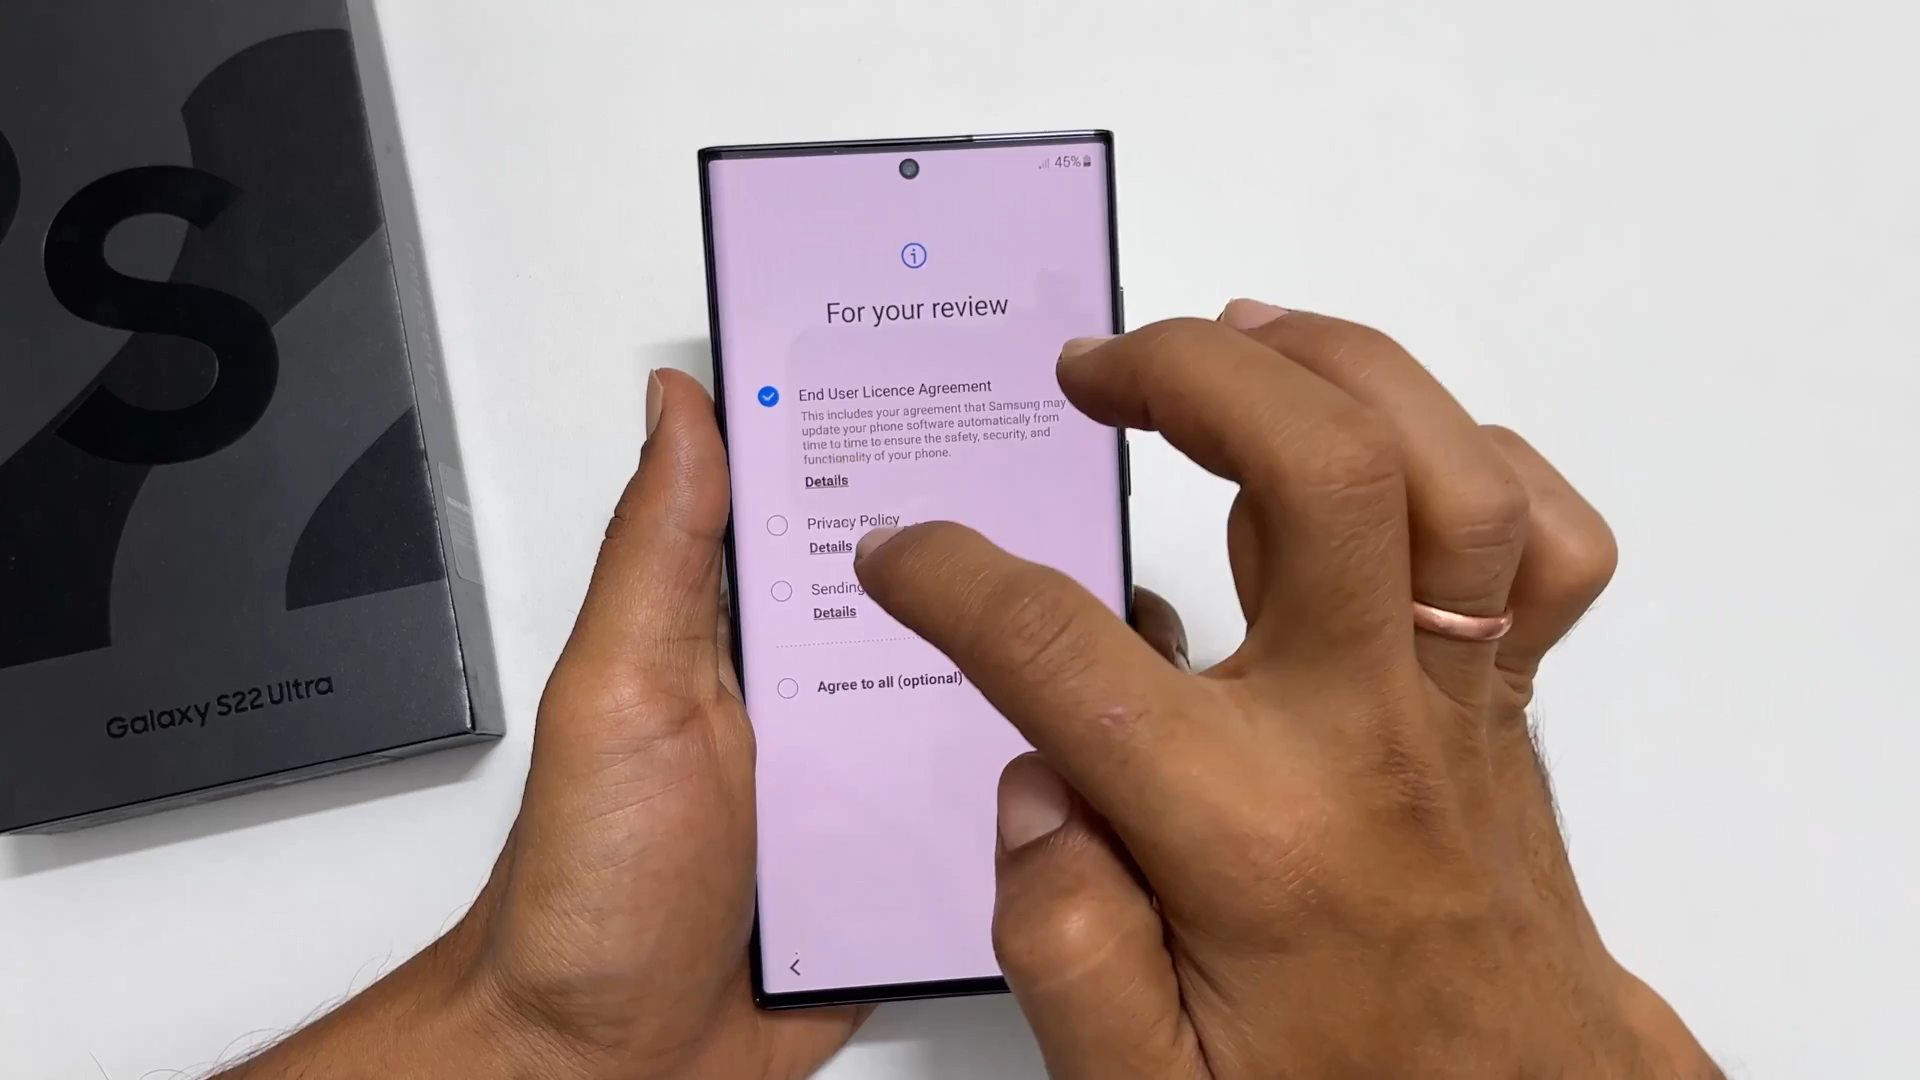 S
Galaxy S22 Ultra
45%
For your review
End User Licence Agreement
This includes your agreement that Samsung may
update your phone software automatically from
time to time to ensure the safety, security, and
functionality of your phone.
Details
Privacy Policy
Details
Sending
Details
Agree to all (optional)